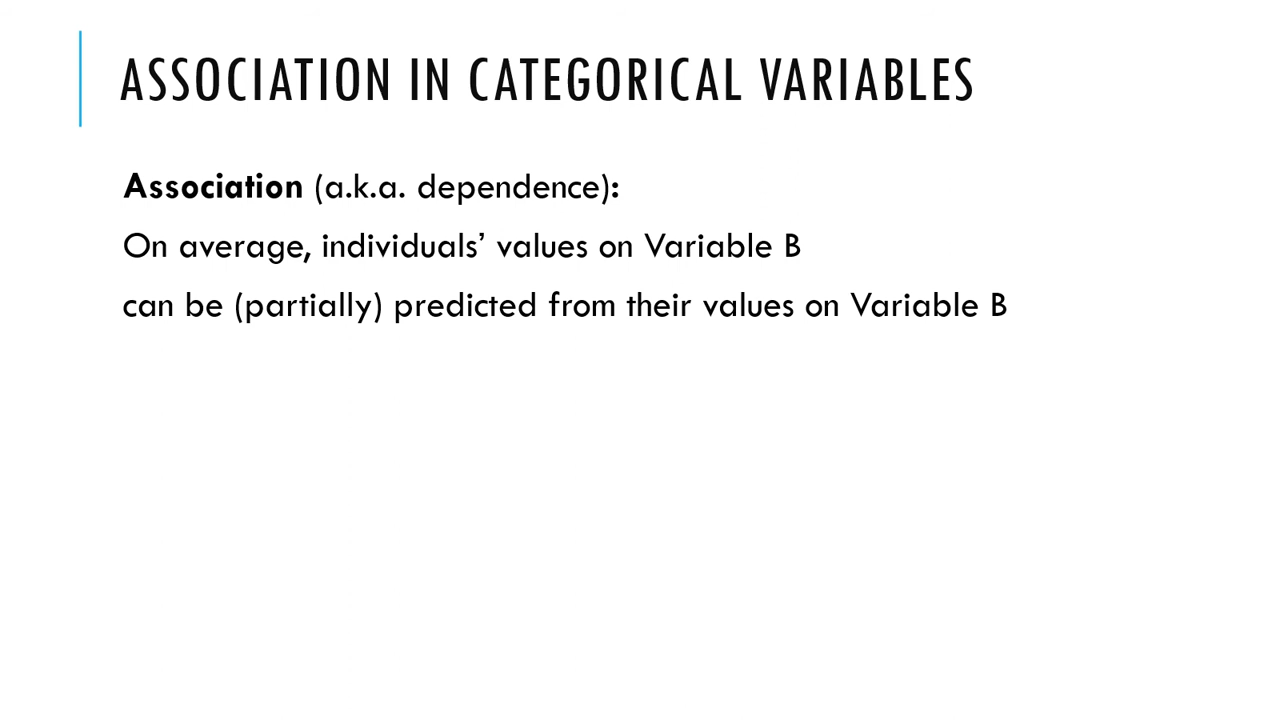 ASSOCIATION IN CATEGORICAL VARIABLES
Association (a.k.a. dependence):
On average, individuals’ values on Variable B
can be (partially) predicted from their values on Variable B